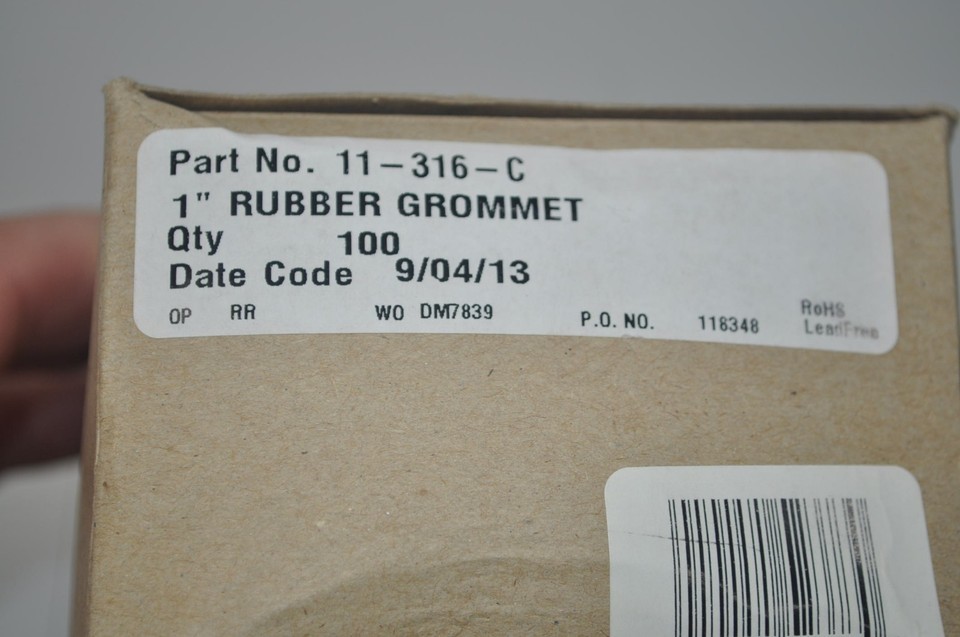 Part No. 11-316-C
1" RUBBER GROMMET
Qty 100
Date Code 9/04/13
OP RR WO DM7839 P.O. NO. 118348 RoHS
LeadFree